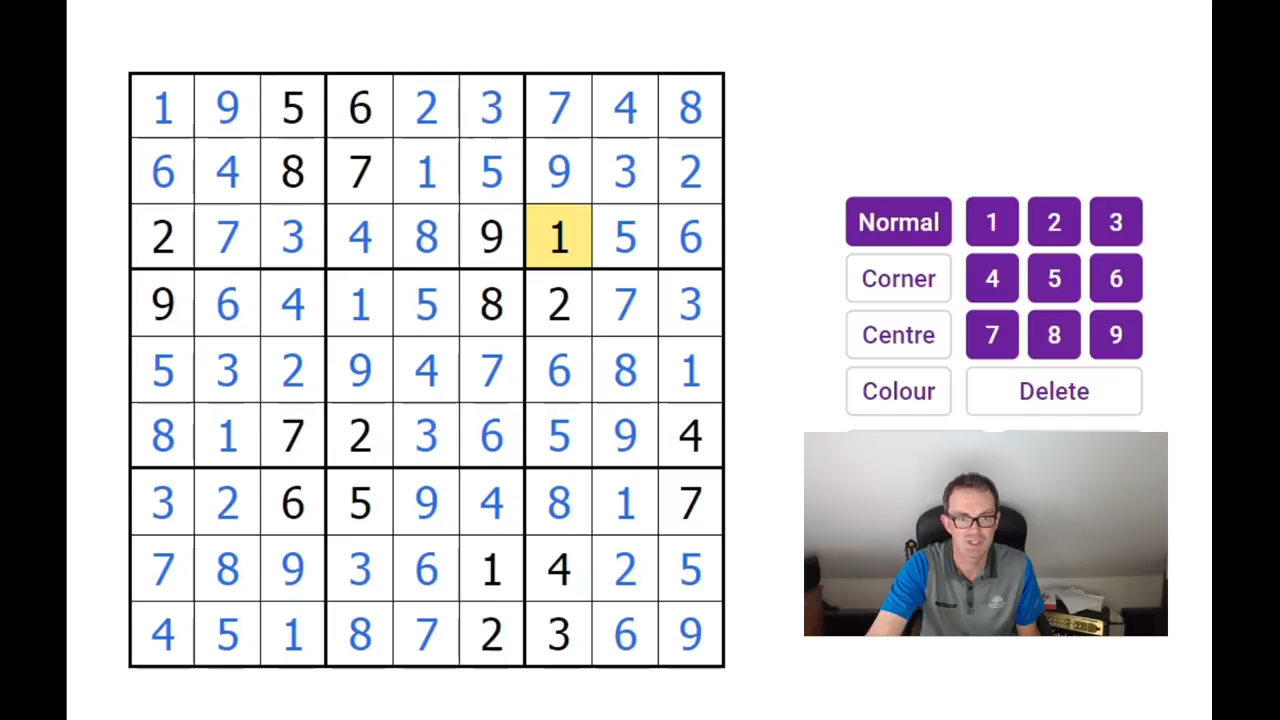 1 9 5 6 2 3 7 4 8
6 4 8 7 1 5 9 3 2
2 7 3 4 8 9 1 5 6
9 6 4 1 5 8 2 7 3
5 3 2 9 4 7 6 8 1
8 1 7 2 3 6 5 9 4
3 2 6 5 9 4 8 1 7
7 8 9 3 6 1 4 2 5
4 5 1 8 7 2 3 6 9
Normal 1 2 3
Corner 4 5 6
Centre 7 8 9
Colour Delete